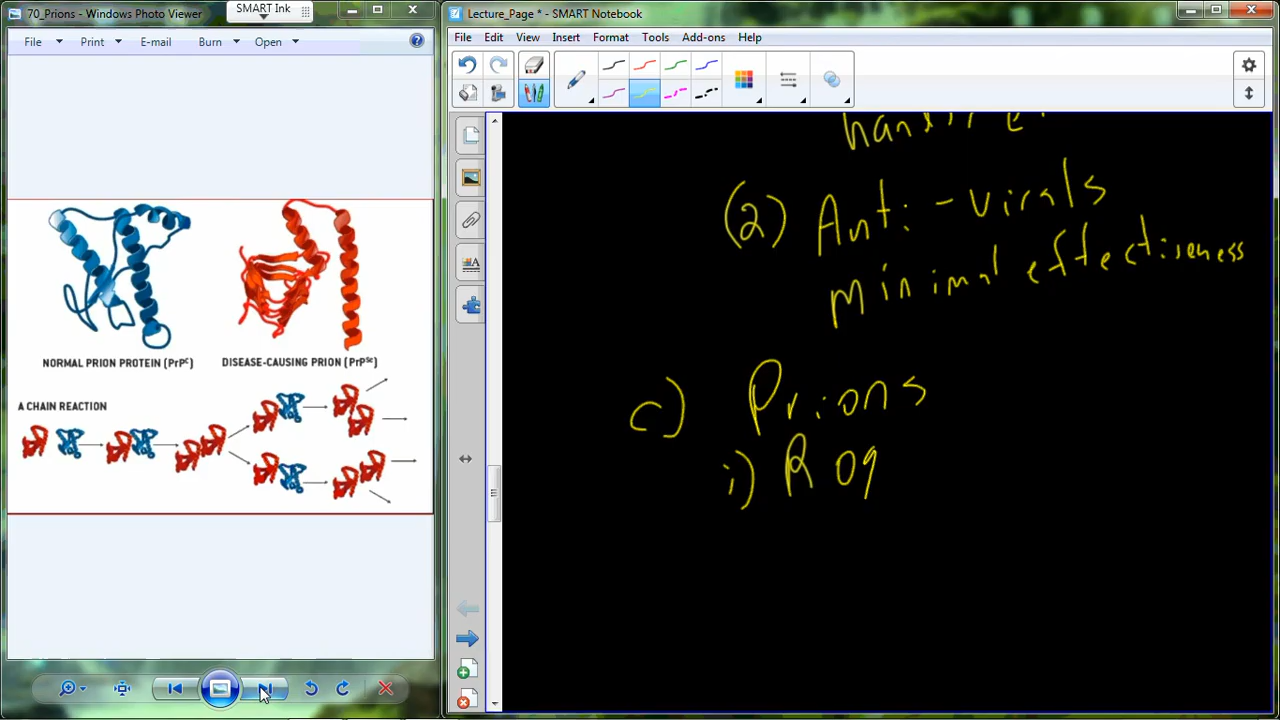 70_Prions - Windows Photo Viewer
SMART Ink
File Print E-mail Burn Open
NORMAL PRION PROTEIN (PrPC)
DISEASE-CAUSING PRION (PrPSc)
A CHAIN REACTION
Lecture_Page * - SMART Notebook
File Edit View Insert Format Tools Add-ons Help
(2) Anti-virals
minimal effectiveness
c) Prions
i) Rog